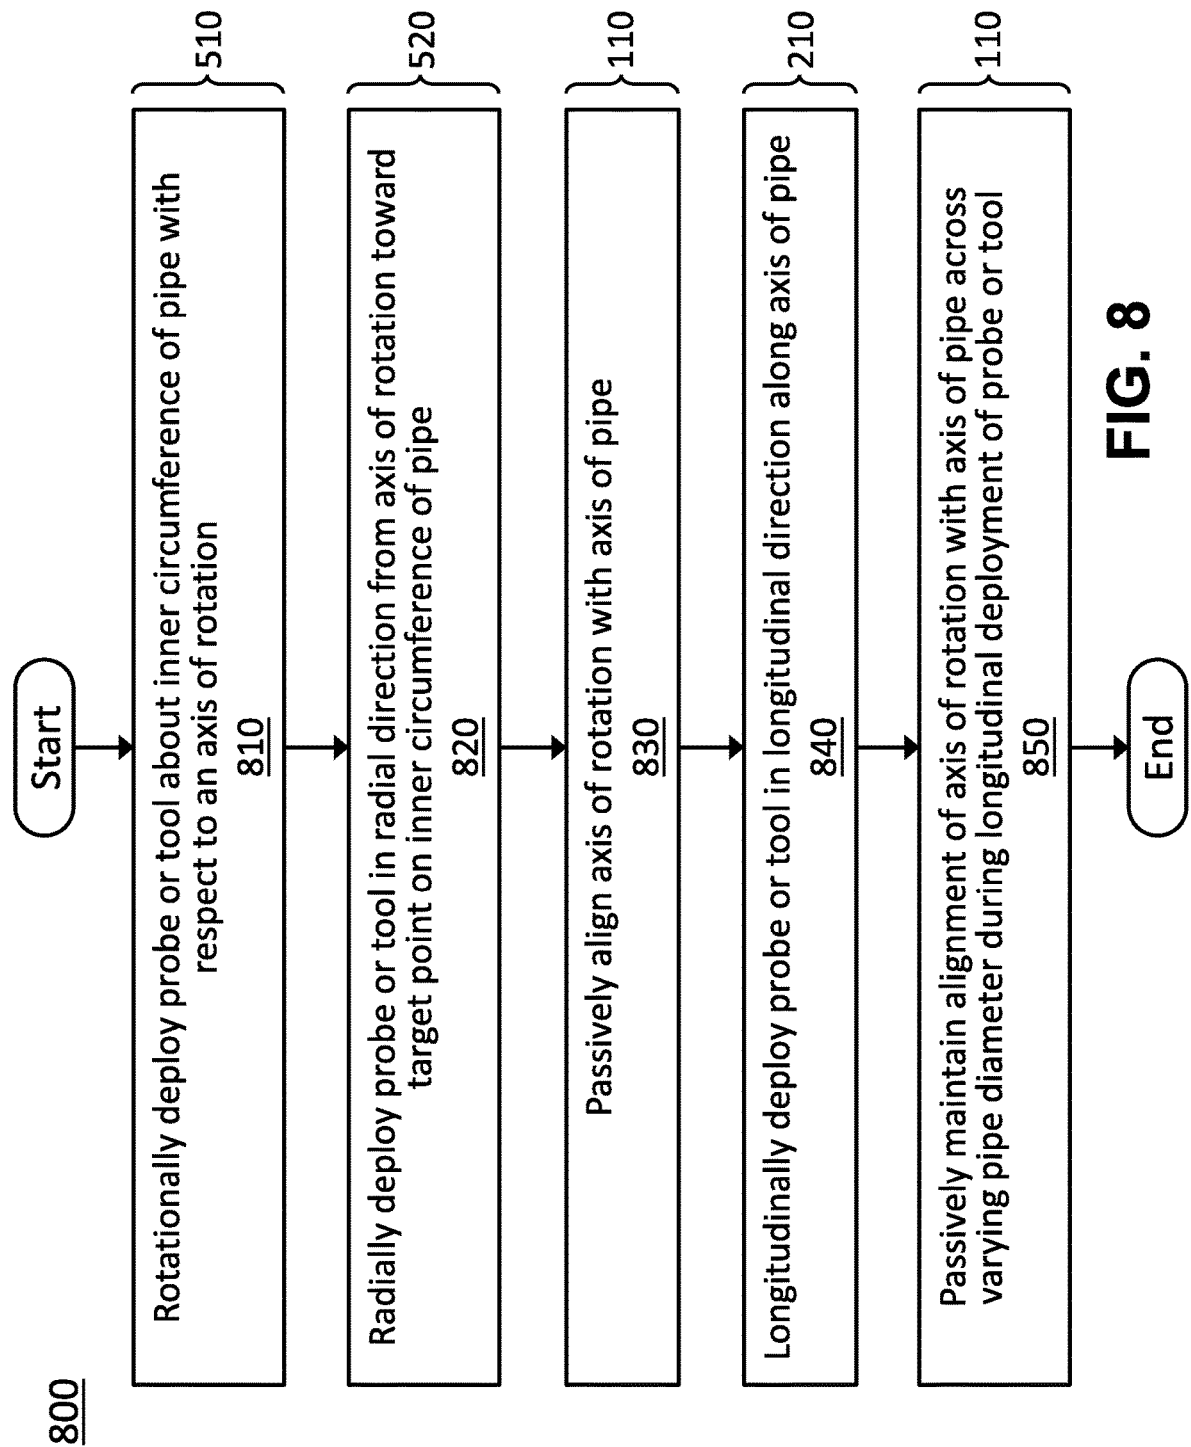 800
Start
Rotationally deploy probe or tool about inner circumference of pipe with
respect to an axis of rotation
810
510
Radially deploy probe or tool in radial direction from axis of rotation toward
target point on inner circumference of pipe
820
520
Passively align axis of rotation with axis of pipe
830
110
Longitudinally deploy probe or tool in longitudinal direction along axis of pipe
840
210
Passively maintain alignment of axis of rotation with axis of pipe across
varying pipe diameter during longitudinal deployment of probe or tool
850
110
End
FIG. 8